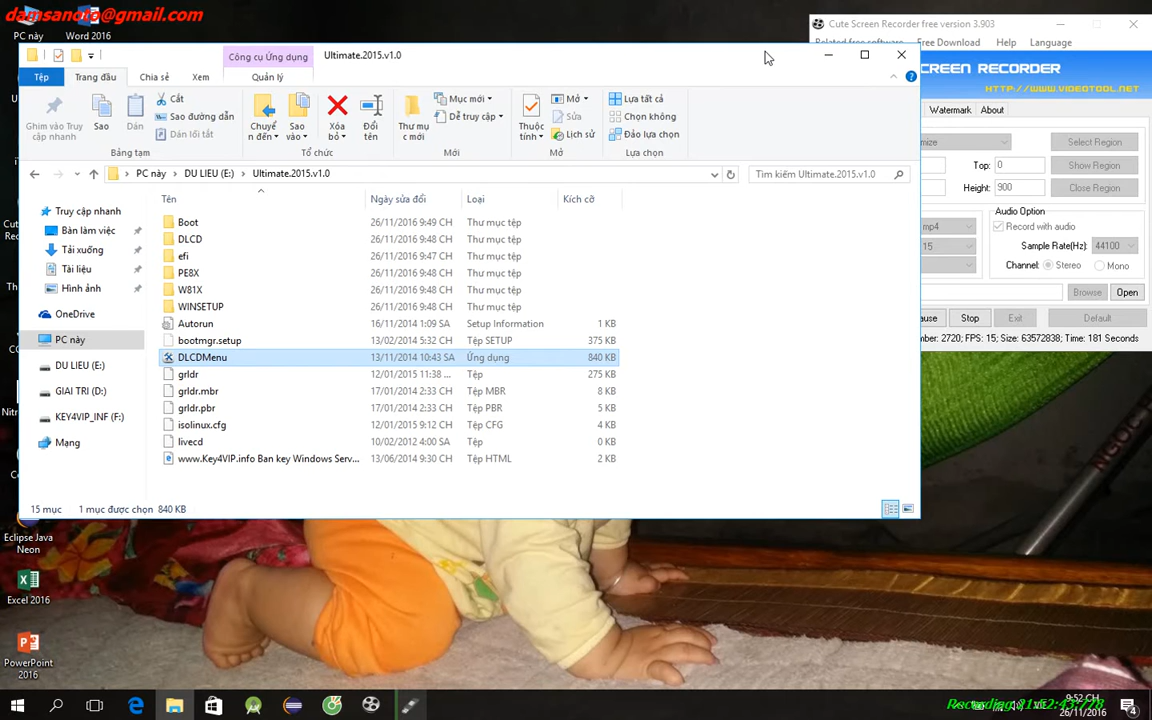 damsanoto@gmail.com
PC này
Word 2016
Cute Screen Recorder free version 3.903
Related free software
Free Download
Help
Language
CREEN RECORDER
HTTP://WWW.VIDEOTOOL.NET
Watermark
About
Select Region
Top:
0
Show Region
Height:
900
Close Region
Audio Option
Record with audio
mp4
15
Sample Rate(Hz):
44100
Channel:
Stereo
Mono
Browse
Open
Stop
Exit
Default
FPS: 15; Size: 63572838; Time: 181 Seconds
Công cụ Ứng dụng
Ultimate.2015.v1.0
Tệp
Trang đầu
Chia sẻ
Xem
Quản lý
Ghim vào Truy cập nhanh
Sao
Dán
Cắt
Sao đường dẫn
Dán lối tắt
Bảng tạm
Chuyể n đến
Sao vào
Xóa bỏ
Đổi tên
Tổ chức
Thư mụ c mới
Mục mới
Dễ truy cập
Mới
Thuộc tính
Mở
Sửa
Lịch sử
Mở
Lựa tất cả
Chọn không
Đảo lựa chọn
Lựa chọn
PC này
DU LIEU (E:)
Ultimate.2015.v1.0
Tìm kiếm Ultimate.2015.v1.0
Truy cập nhanh
Bàn làm việc
Tải xuống
Tài liệu
Hình ảnh
OneDrive
PC này
DU LIEU (E:)
GIAI TRI (D:)
KEY4VIP_INF (F:)
Mạng
Tên Ngày sửa đổi Loại Kích cỡ
Boot 26/11/2016 9:49 CH Thư mục tệp
DLCD 26/11/2016 9:48 CH Thư mục tệp
efi 26/11/2016 9:47 CH Thư mục tệp
PE8X 26/11/2016 9:48 CH Thư mục tệp
W81X 26/11/2016 9:48 CH Thư mục tệp
WINSETUP 26/11/2016 9:48 CH Thư mục tệp
Autorun 16/11/2014 1:09 SA Setup Information 1 KB
bootmgr.setup 13/02/2014 5:32 CH Tệp SETUP 375 KB
DLCDMenu 13/11/2014 10:43 SA Ứng dụng 840 KB
grldr 12/01/2015 11:38 ... Tệp 275 KB
grldr.mbr 17/01/2014 2:33 CH Tệp MBR 8 KB
grldr.pbr 17/01/2014 2:33 CH Tệp PBR 5 KB
isolinux.cfg 12/01/2015 9:12 CH Tệp CFG 4 KB
livecd 10/02/2012 4:00 SA Tệp 0 KB
www.Key4VIP.info Ban key Windows Serv... 13/06/2014 9:30 CH Tệp HTML 2 KB
15 mục
1 mục được chọn 840 KB
Eclipse Java Neon
Excel 2016
PowerPoint 2016
NGOC
9:52 CH
26/11/2016
4